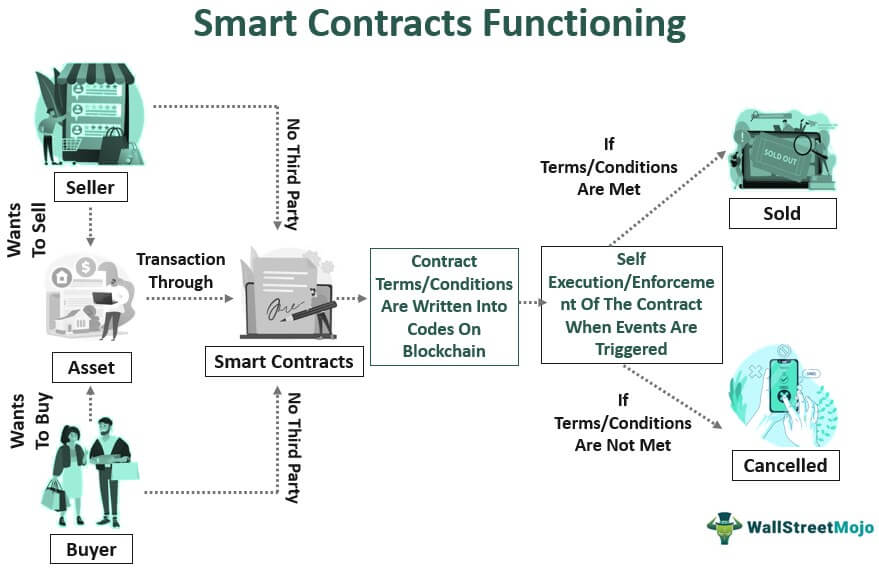 Smart Contracts Functioning
Seller
Wants
To Sell
No Third Party
Asset
Transaction
Through
Smart Contracts
Wants
To Buy
No Third Party
Buyer
Contract
Terms/Conditions
Are Written Into
Codes On
Blockchain
Self
Execution/Enforceme
nt Of The Contract
When Events Are
Triggered
If
Terms/Conditions
Are Met
SOLD OUT
Sold
If
Terms/Conditions
Are Not Met
Cancelled
WallStreetMojo